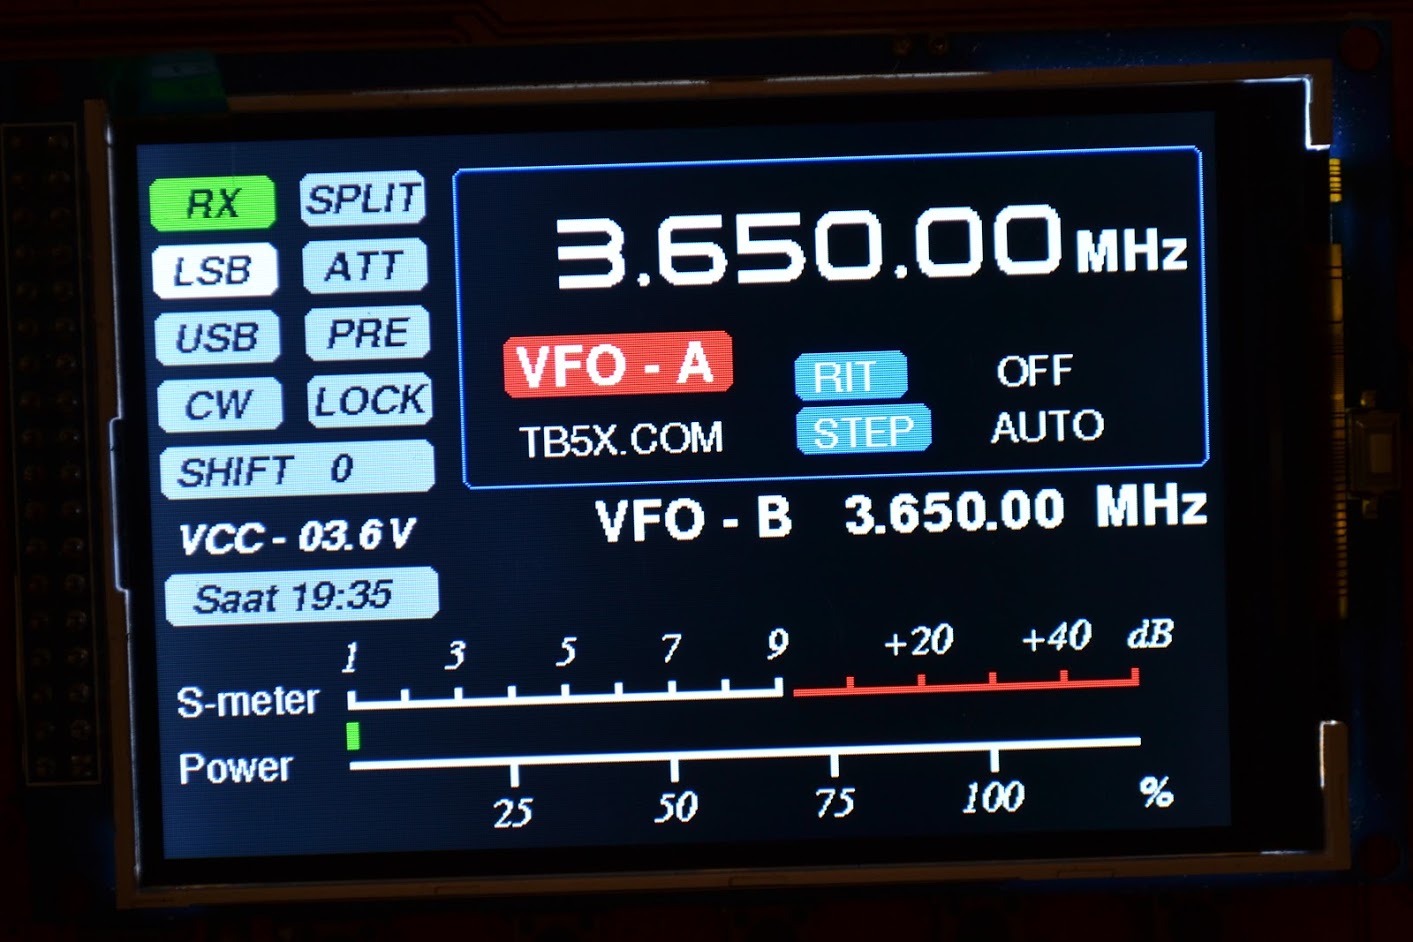 RX SPLIT
LSB ATT
USB PRE
CW LOCK
SHIFT 0
VCC - 03.6 V
Saat 19:35
3.650.00 MHz
VFO - A
RIT OFF
TB5X.COM
STEP AUTO
VFO - B 3.650.00 MHz
1 3 5 7 9 +20 +40 dB
S-meter
Power
25 50 75 100 %